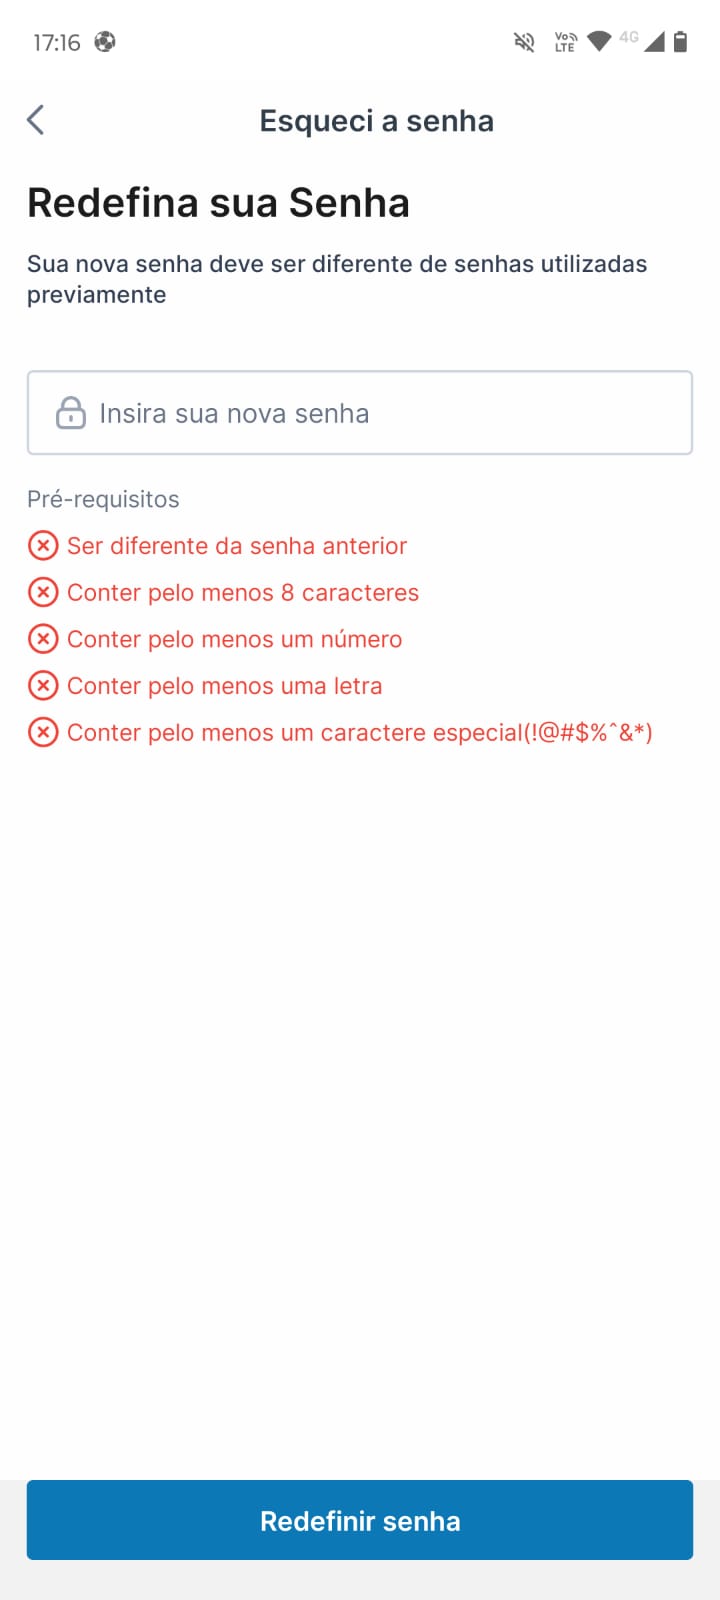 17:16
Vo LTE 4G
Esqueci a senha
Redefina sua Senha
Sua nova senha deve ser diferente de senhas utilizadas
previamente
Insira sua nova senha
Pré-requisitos
Ser diferente da senha anterior
Conter pelo menos 8 caracteres
Conter pelo menos um número
Conter pelo menos uma letra
Conter pelo menos um caractere especial(!@#$%^&*)
Redefinir senha